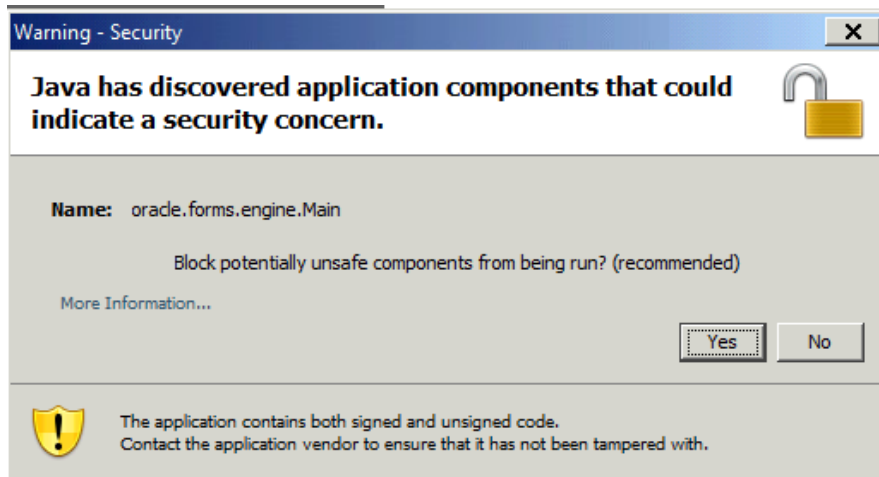 Warning - Security
Java has discovered application components that could
indicate a security concern.
Name: oracle.forms.engine.Main
Block potentially unsafe components from being run? (recommended)
More Information...
Yes No
The application contains both signed and unsigned code.
Contact the application vendor to ensure that it has not been tampered with.